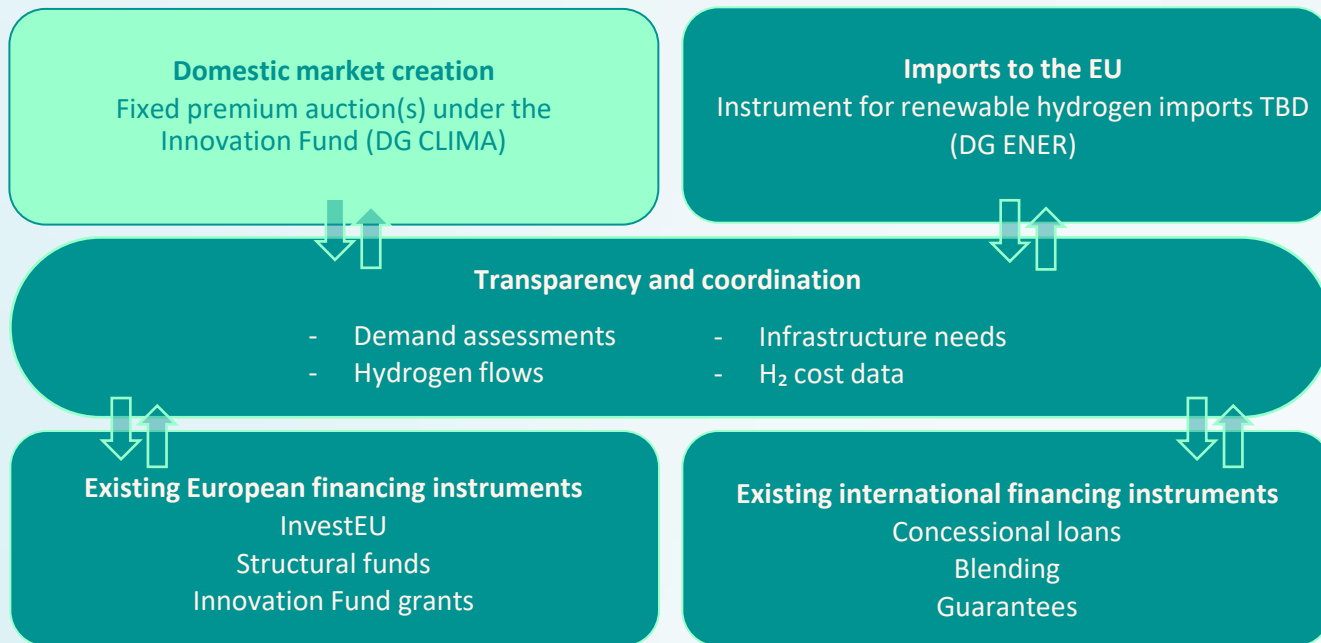 Domestic market creation
Fixed premium auction(s) under the
Innovation Fund (DG CLIMA)
Imports to the EU
Instrument for renewable hydrogen imports TBD
(DG ENER)
Transparency and coordination
- Demand assessments
- Hydrogen flows
- Infrastructure needs
- H₂ cost data
Existing European financing instruments
InvestEU
Structural funds
Innovation Fund grants
Existing international financing instruments
Concessional loans
Blending
Guarantees